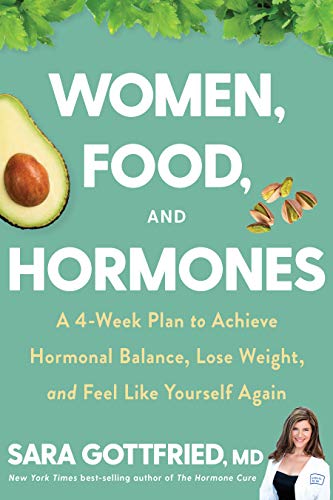 WOMEN,
FOOD,
AND
HORMONES
A 4-Week Plan to Achieve
Hormonal Balance, Lose Weight,
and Feel Like Yourself Again
SARA GOTTFRIED, MD
New York Times best-selling author of The Hormone Cure